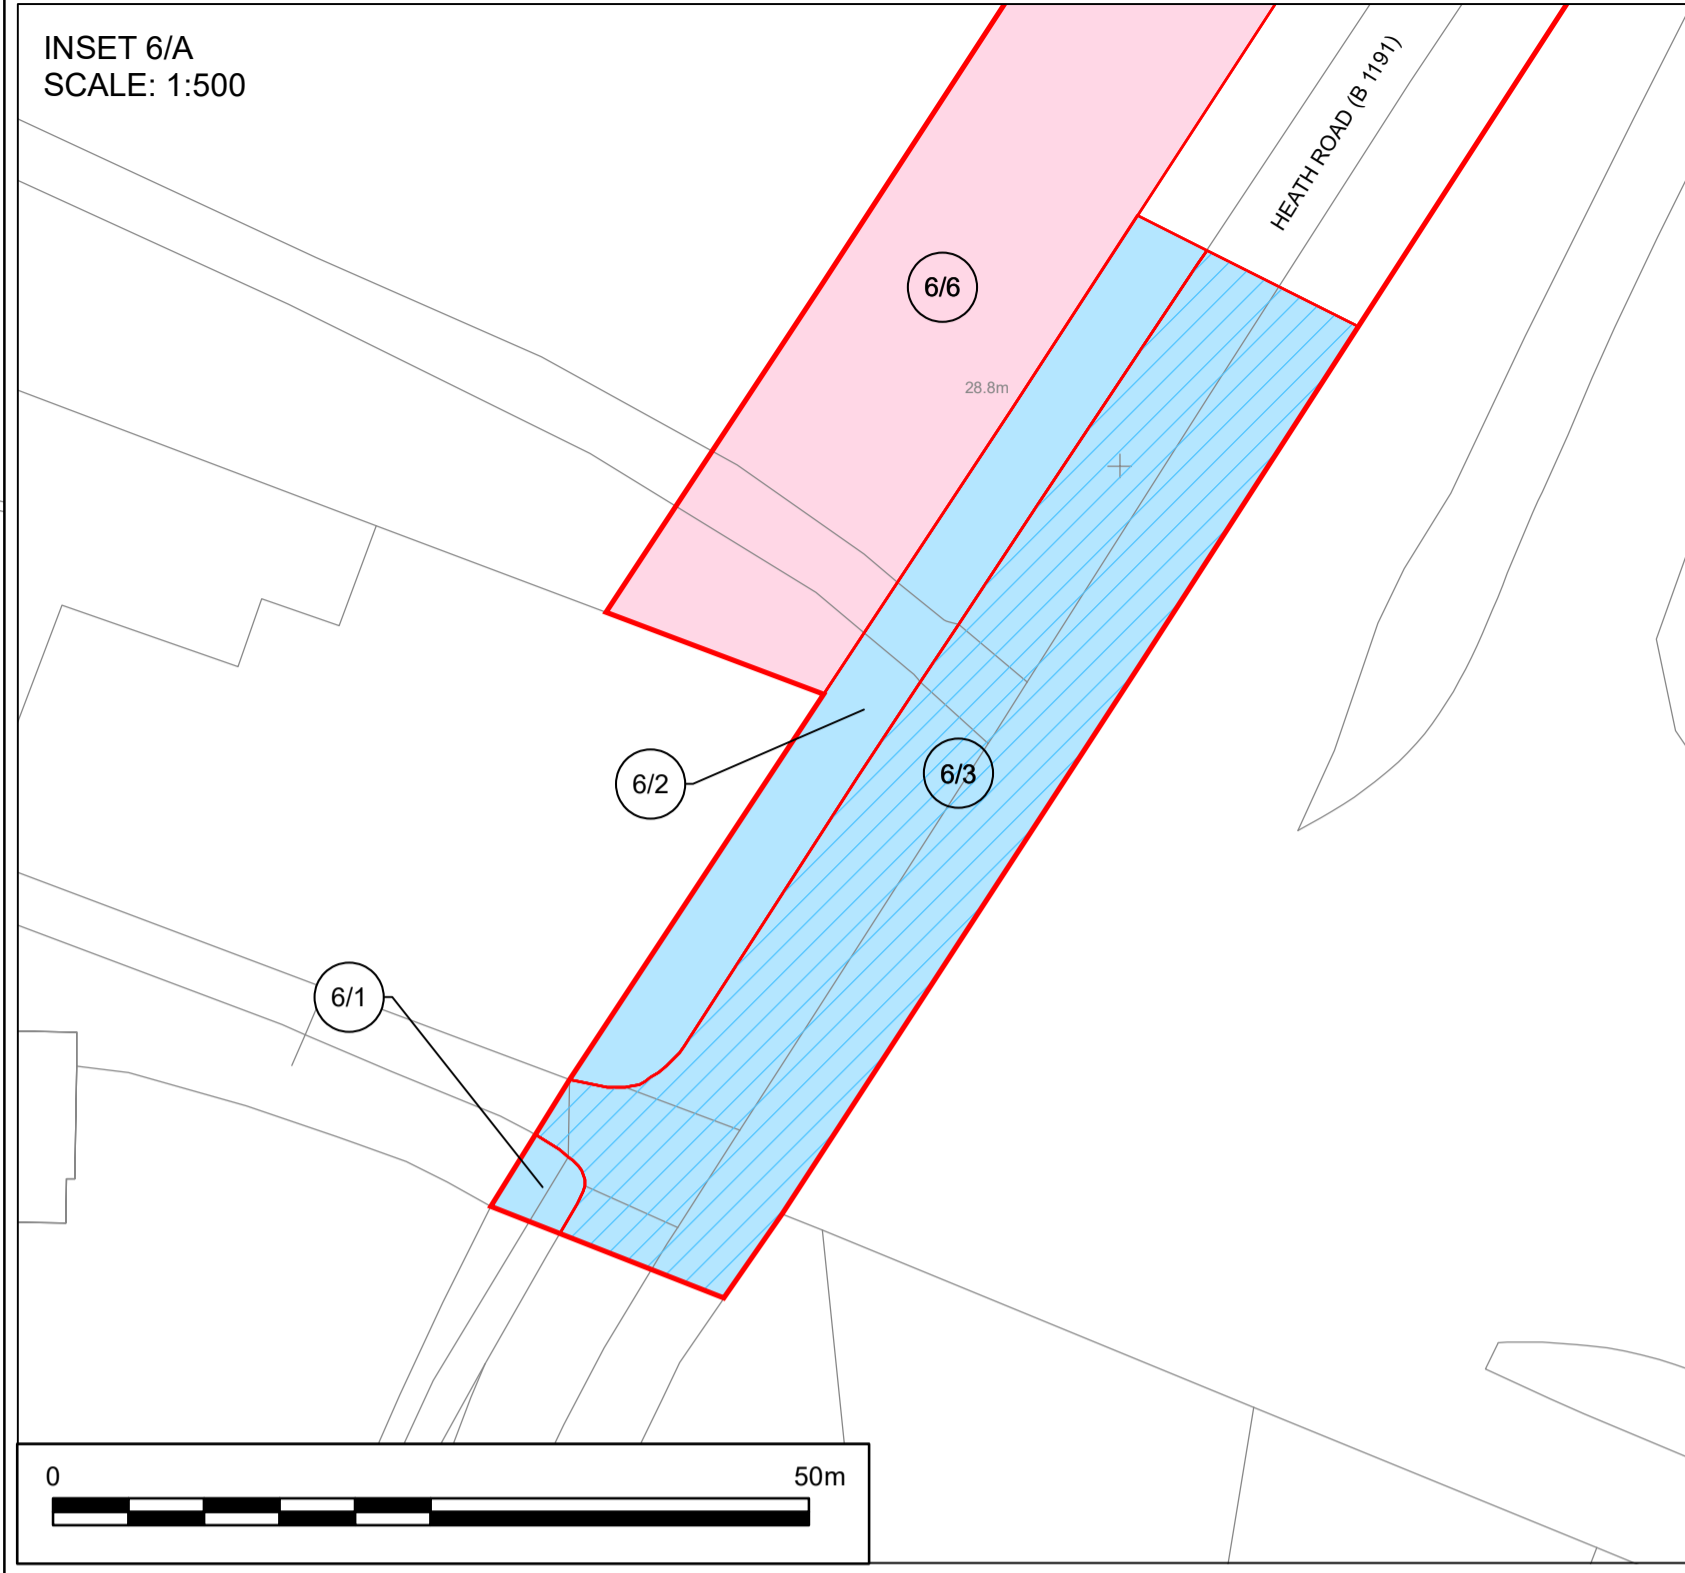 INSET 6/A
SCALE: 1:500
HEATH ROAD (B 1191)
6/6
28.8m
6/2
6/3
6/1
0
50m